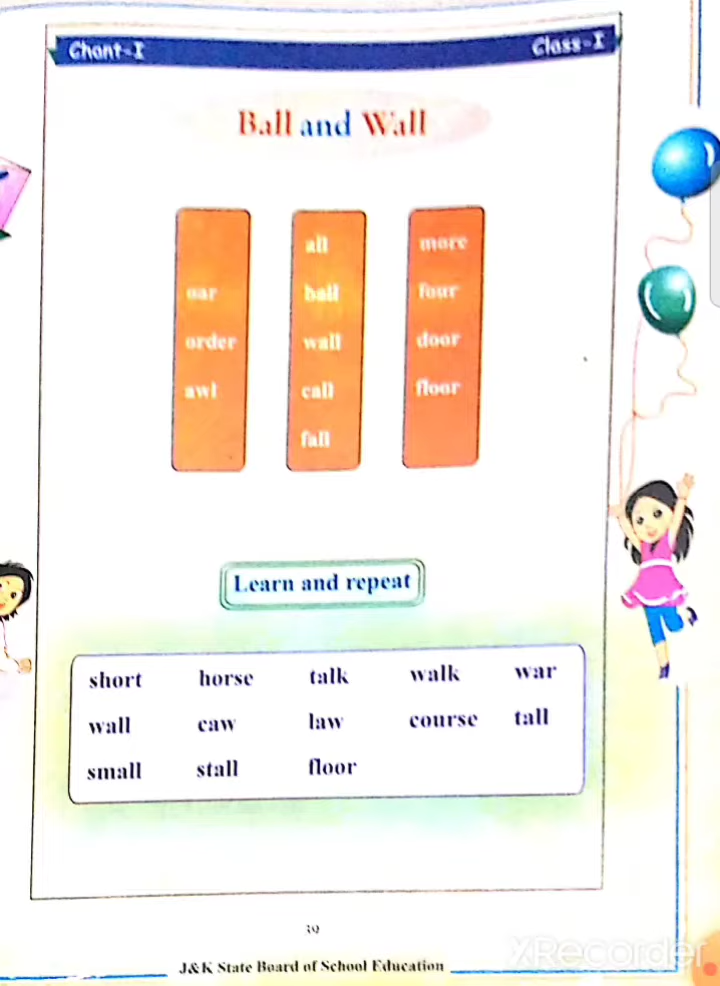 Chant-I Class-I
Ball and Wall
oar
order
awl
all
ball
wall
call
fall
more
four
door
floor
Learn and repeat
short horse talk walk war
wall caw law course tall
small stall floor
J&K State Board of School Education
XRecorder